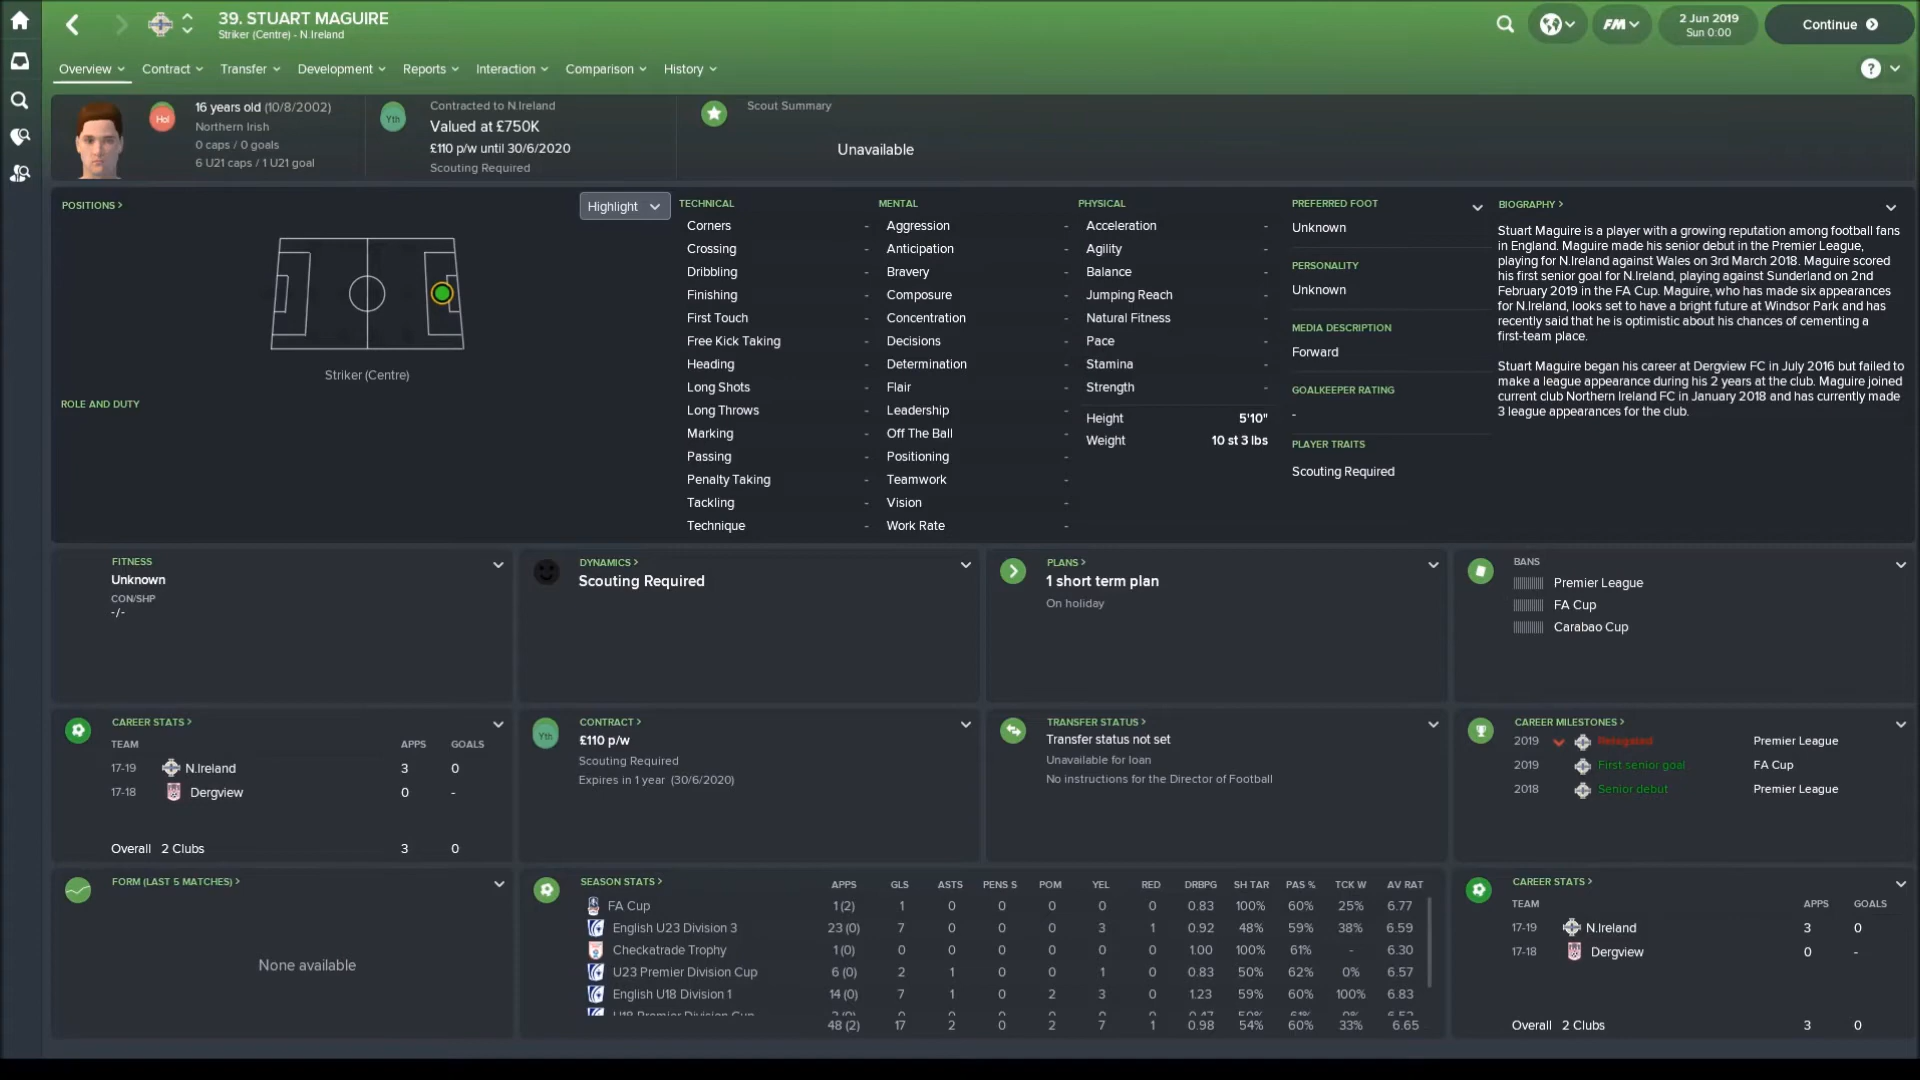 39. STUART MAGUIRE
Striker (Centre) - N.Ireland
FM
2 Jun 2019
Sun 0:00
Continue
Overview
Contract
Transfer
Development
Reports
Interaction
Comparison
History
?
Hol
16 years old (10/8/2002)
Northern Irish
0 caps / 0 goals
6 U21 caps / 1 U21 goal
Yth
Contracted to N.Ireland
Valued at £750K
£110 p/w until 30/6/2020
Scouting Required
Scout Summary
Unavailable
POSITIONS >
Highlight
Striker (Centre)
ROLE AND DUTY
TECHNICAL
Corners -
Crossing -
Dribbling -
Finishing -
First Touch -
Free Kick Taking -
Heading -
Long Shots -
Long Throws -
Marking -
Passing -
Penalty Taking -
Tackling -
Technique -
MENTAL
Aggression -
Anticipation -
Bravery -
Composure -
Concentration -
Decisions -
Determination -
Flair -
Leadership -
Off The Ball -
Positioning -
Teamwork -
Vision -
Work Rate -
PHYSICAL
Acceleration -
Agility -
Balance -
Jumping Reach -
Natural Fitness -
Pace -
Stamina -
Strength -
Height 5'10"
Weight 10 st 3 lbs
PREFERRED FOOT
Unknown
PERSONALITY
Unknown
MEDIA DESCRIPTION
Forward
GOALKEEPER RATING
-
PLAYER TRAITS
Scouting Required
BIOGRAPHY >
Stuart Maguire is a player with a growing reputation among football fans
in England. Maguire made his senior debut in the Premier League,
playing for N.Ireland against Wales on 3rd March 2018. Maguire scored
his first senior goal for N.Ireland, playing against Sunderland on 2nd
February 2019 in the FA Cup. Maguire, who has made six appearances
for N.Ireland, looks set to have a bright future at Windsor Park and has
recently said that he is optimistic about his chances of cementing a
first-team place.
Stuart Maguire began his career at Dergview FC in July 2016 but failed to
make a league appearance during his 2 years at the club. Maguire joined
current club Northern Ireland FC in January 2018 and has currently made
3 league appearances for the club.
FITNESS
Unknown
CON/SHP
-/-
DYNAMICS >
Scouting Required
PLANS >
1 short term plan
On holiday
BANS
Premier League
FA Cup
Carabao Cup
CAREER STATS >
TEAM APPS GOALS
17-19 N.Ireland 3 0
17-18 Dergview 0 -
Overall 2 Clubs 3 0
Yth
CONTRACT >
£110 p/w
Scouting Required
Expires in 1 year (30/6/2020)
TRANSFER STATUS >
Transfer status not set
Unavailable for loan
No instructions for the Director of Football
CAREER MILESTONES >
2019 Relegated Premier League
2019 First senior goal FA Cup
2018 Senior debut Premier League
FORM (LAST 5 MATCHES) >
None available
SEASON STATS > APPS GLS ASTS PENS S POM YEL RED DRBPG SH TAR PAS % TCK W AV RAT
FA Cup 1 (2) 1 0 0 0 0 0 0.83 100% 60% 25% 6.77
English U23 Division 3 23 (0) 7 0 0 0 3 1 0.92 48% 59% 38% 6.59
Checkatrade Trophy 1 (0) 0 0 0 0 0 0 1.00 100% 61% - 6.30
U23 Premier Division Cup 6 (0) 2 1 0 0 1 0 0.83 50% 62% 0% 6.57
English U18 Division 1 14 (0) 7 1 0 2 3 0 1.23 59% 60% 100% 6.83
U18 Premier Division Cup
48 (2) 17 2 0 2 7 1 0.98 54% 60% 33% 6.65
CAREER STATS >
TEAM APPS GOALS
17-19 N.Ireland 3 0
17-18 Dergview 0 -
Overall 2 Clubs 3 0